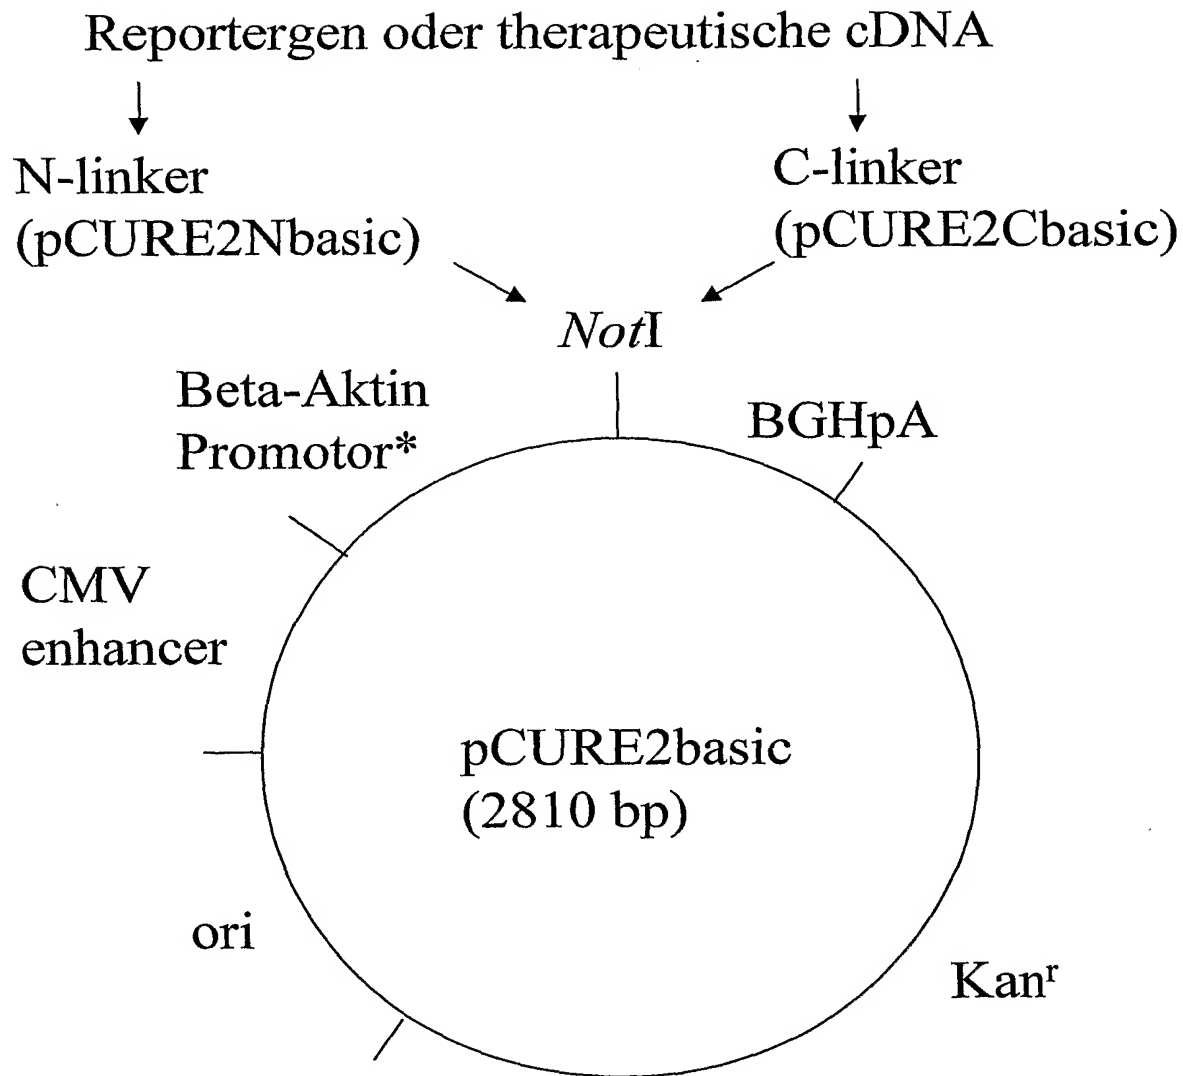 Reportergen oder therapeutische cDNA
N-linker
(pCURE2Nbasic)
C-linker
(pCURE2Cbasic)
NotI
Beta-Aktin
Promotor*
BGHpA
CMV
enhancer
pCURE2basic
(2810 bp)
ori
Kanʳ